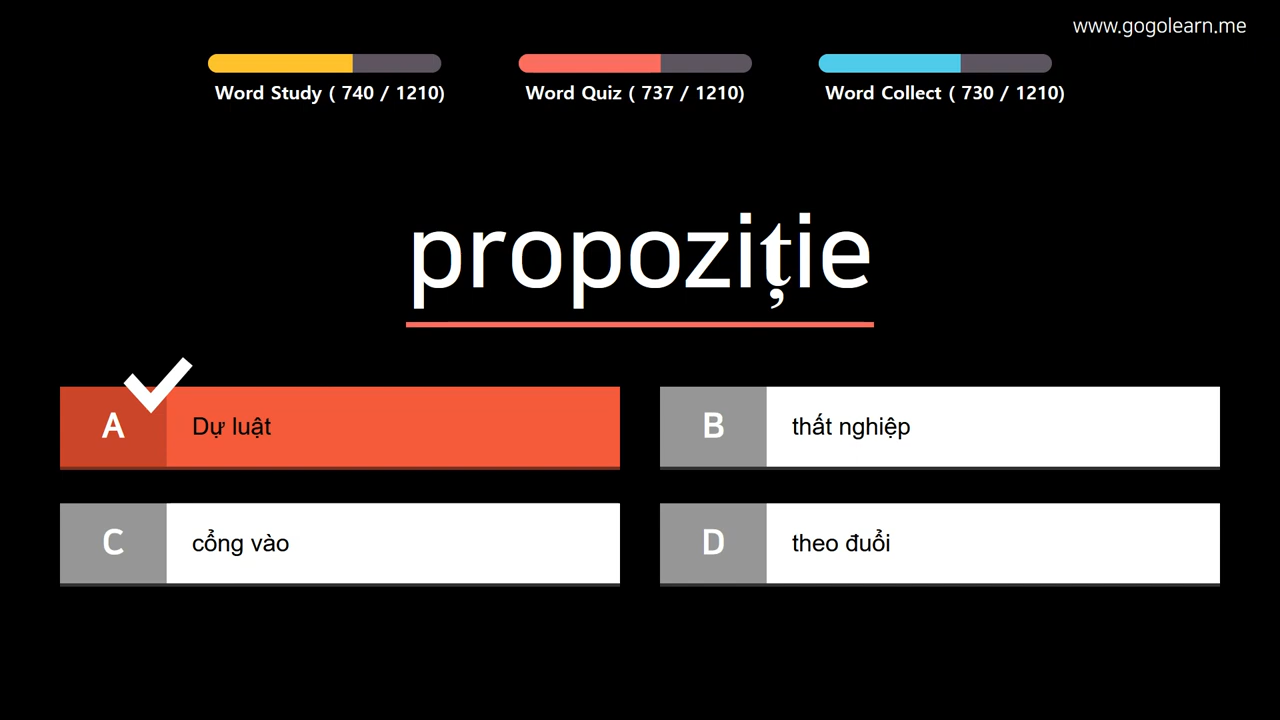 www.gogolearn.me
Word Study ( 740 / 1210)
Word Quiz ( 737 / 1210)
Word Collect ( 730 / 1210)
propoziție
A Dự luật
B thất nghiệp
C cổng vào
D theo đuổi